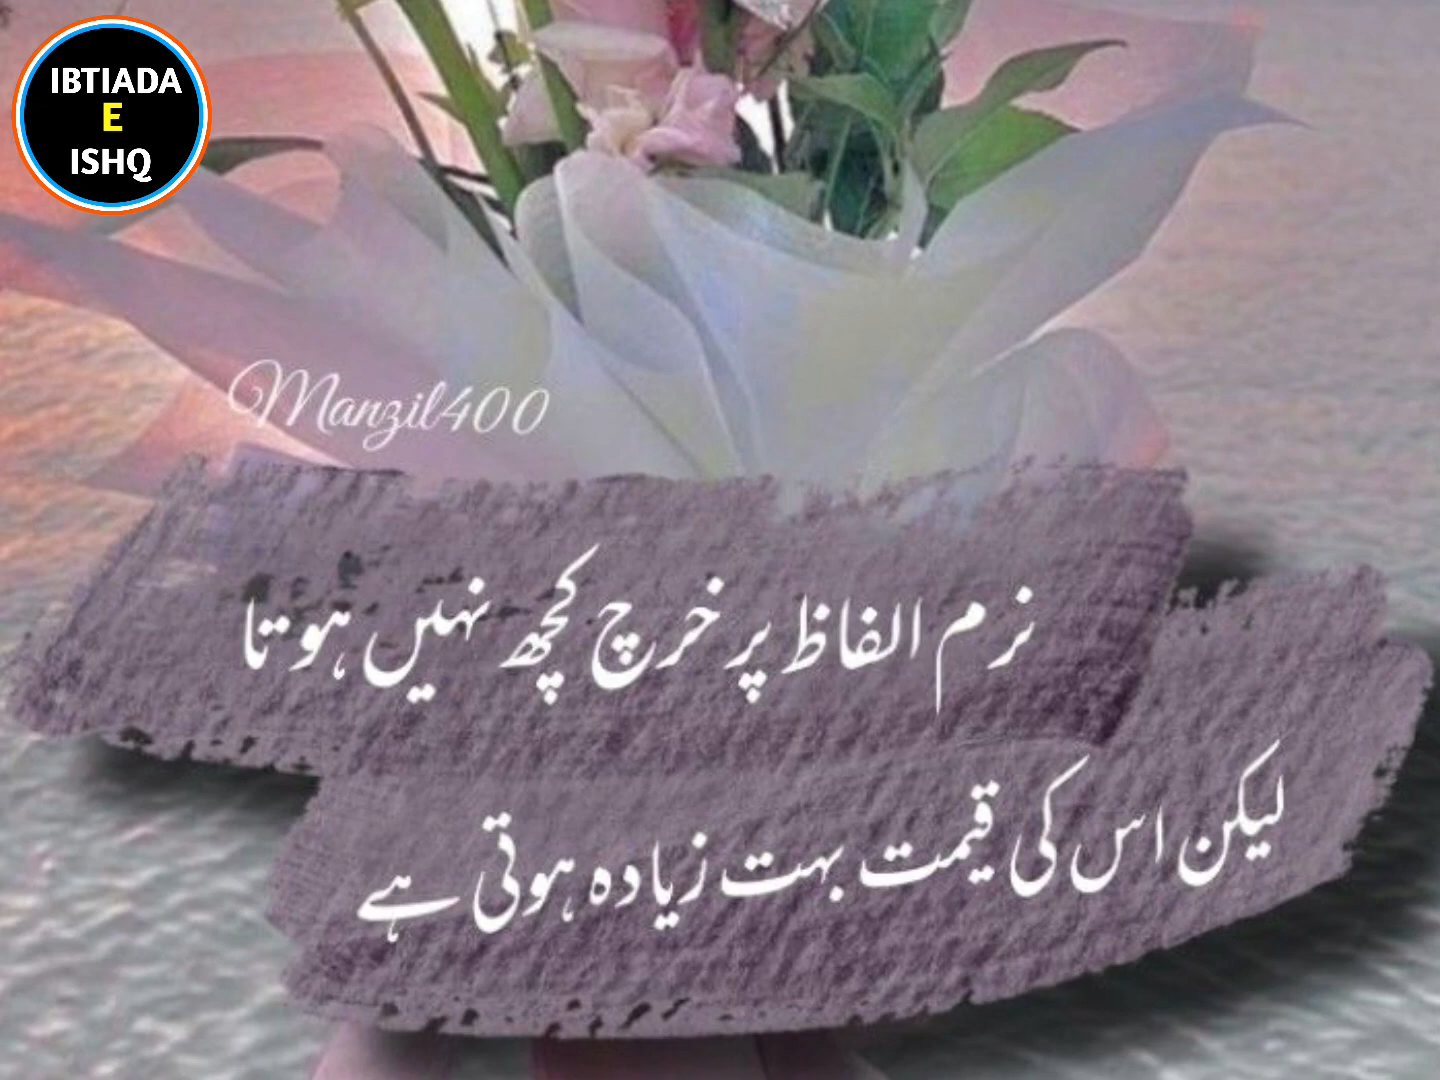 IBTIADA
E
ISHQ
Manzil400
نرم الفاظ پر خرچ کچھ نہیں ہوتا
لیکن اس کی قیمت بہت زیادہ ہوتی ہے